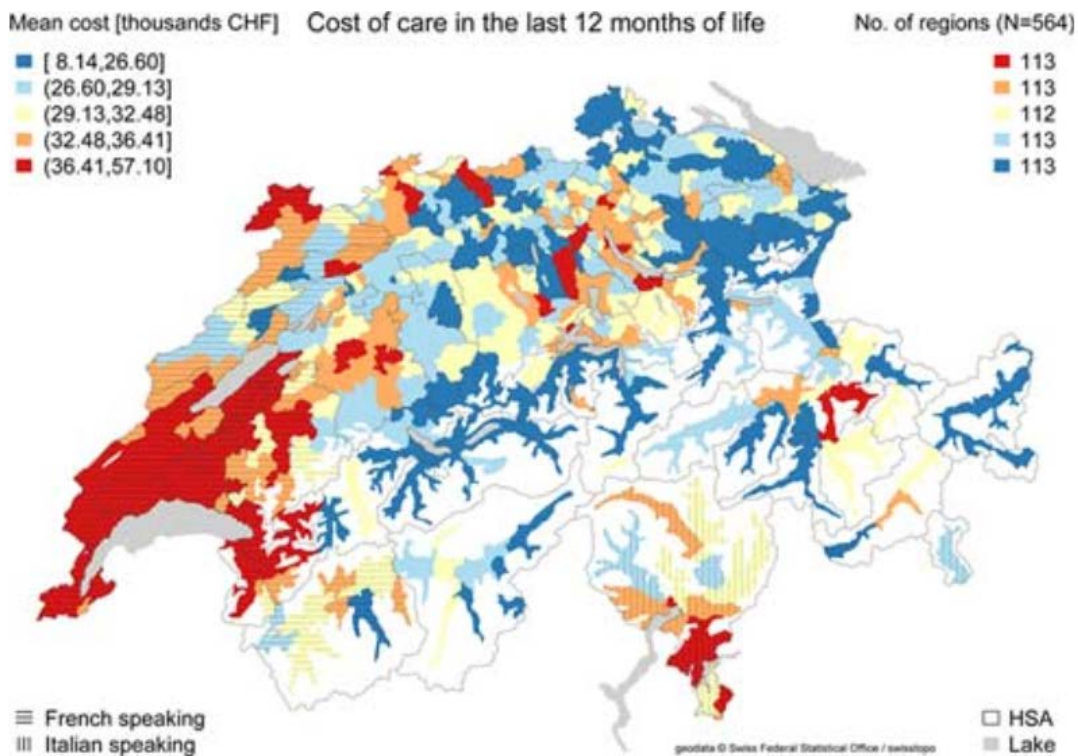 Mean cost [thousands CHF]
[ 8.14,26.60]
(26.60,29.13]
(29.13,32.48]
(32.48,36.41]
(36.41,57.10]
Cost of care in the last 12 months of life
No. of regions (N=564)
113
113
112
113
113
French speaking
Italian speaking
HSA
Lake
geodata © Swiss Federal Statistical Office / swisstopo